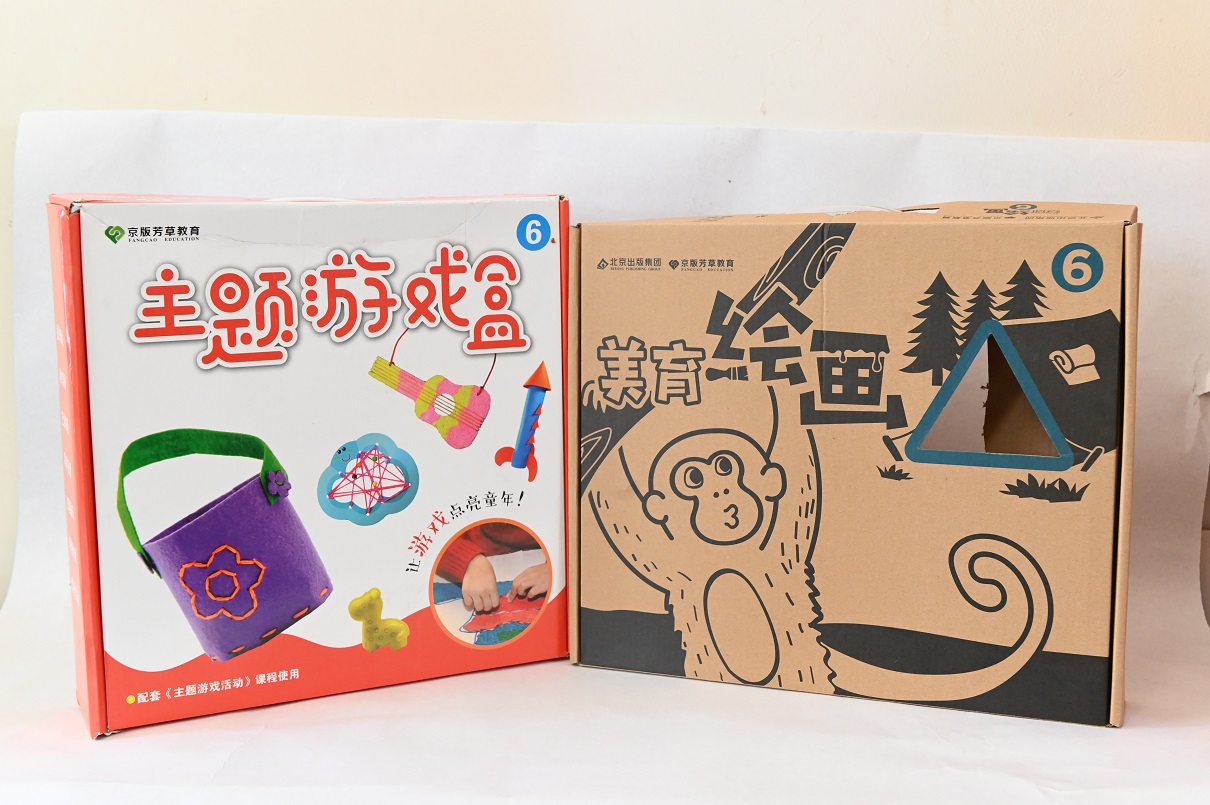 京版芳草教育
FANGCAO EDUCATION
6
主题游戏盒
让游戏点亮童年！
配套《主题游戏活动》课程使用
北京出版集团
BEIJING PUBLISHING GROUP
京版芳草教育
FANGCAO EDUCATION
6
美育绘画